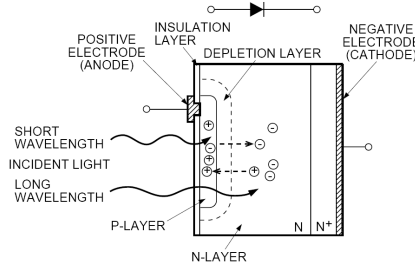 INSULATION
LAYER
POSITIVE
ELECTRODE
(ANODE)
DEPLETION LAYER
NEGATIVE
ELECTRODE
(CATHODE)
SHORT
WAVELENGTH
INCIDENT LIGHT
LONG
WAVELENGTH
P-LAYER
N-LAYER
N
N+